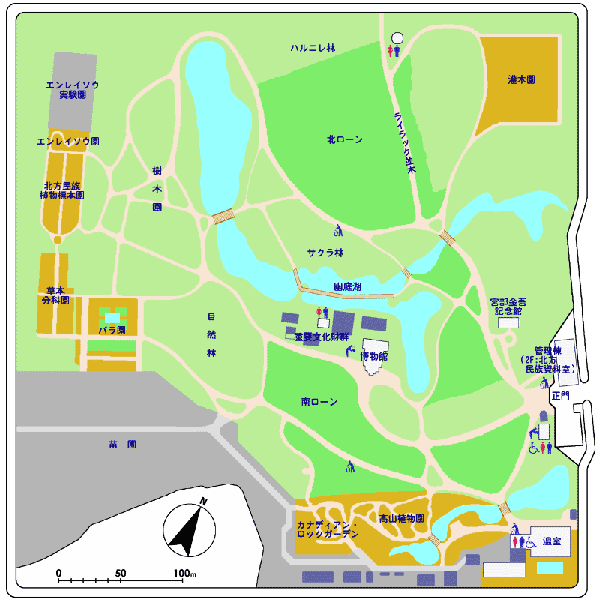 ハルニレ林
灌木園
エンレイソウ
実験園
ライラック並木
北ローン
エンレイソウ園
樹木園
北方民族
植物標本園
サクラ林
幽庭湖
草本
分科園
宮部金吾
記念館
バラ園
自然林
重要文化財群
博物館
管理棟
(2F:北方
民族資料室)
正門
南ローン
苗圃
高山植物園
カナディアン・
ロックガーデン
温室
N
0 50 100m